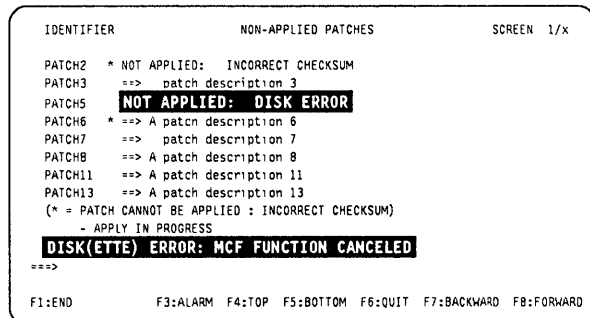 IDENTIFIER NON-APPLIED PATCHES SCREEN 1/x
PATCH2 * NOT APPLIED: INCORRECT CHECKSUM
PATCH3 ==> patch description 3
PATCH5 NOT APPLIED: DISK ERROR
PATCH6 * ==> A patch description 6
PATCH7 ==> patch description 7
PATCH8 ==> A patch description 8
PATCH11 ==> A patch description 11
PATCH13 ==> A patch description 13
(* = PATCH CANNOT BE APPLIED : INCORRECT CHECKSUM)
- APPLY IN PROGRESS
DISK(ETTE) ERROR: MCF FUNCTION CANCELED
===>
F1:END F3:ALARM F4:TOP F5:BOTTOM F6:QUIT F7:BACKWARD F8:FORWARD